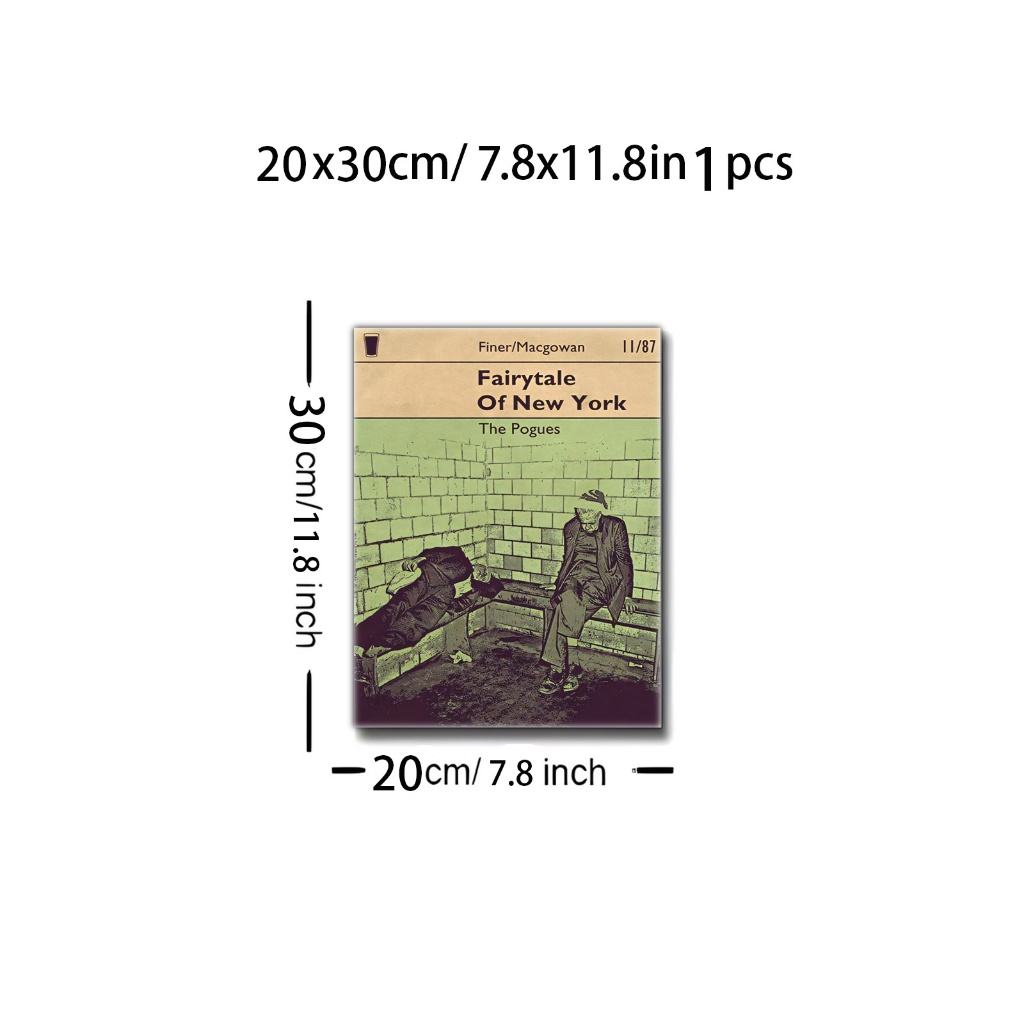 20x30cm/ 7.8x11.8in 1 pcs
Finer/Macgowan 11/87
Fairytale
Of New York
The Pogues
30cm/11.8 inch
20cm/ 7.8 inch